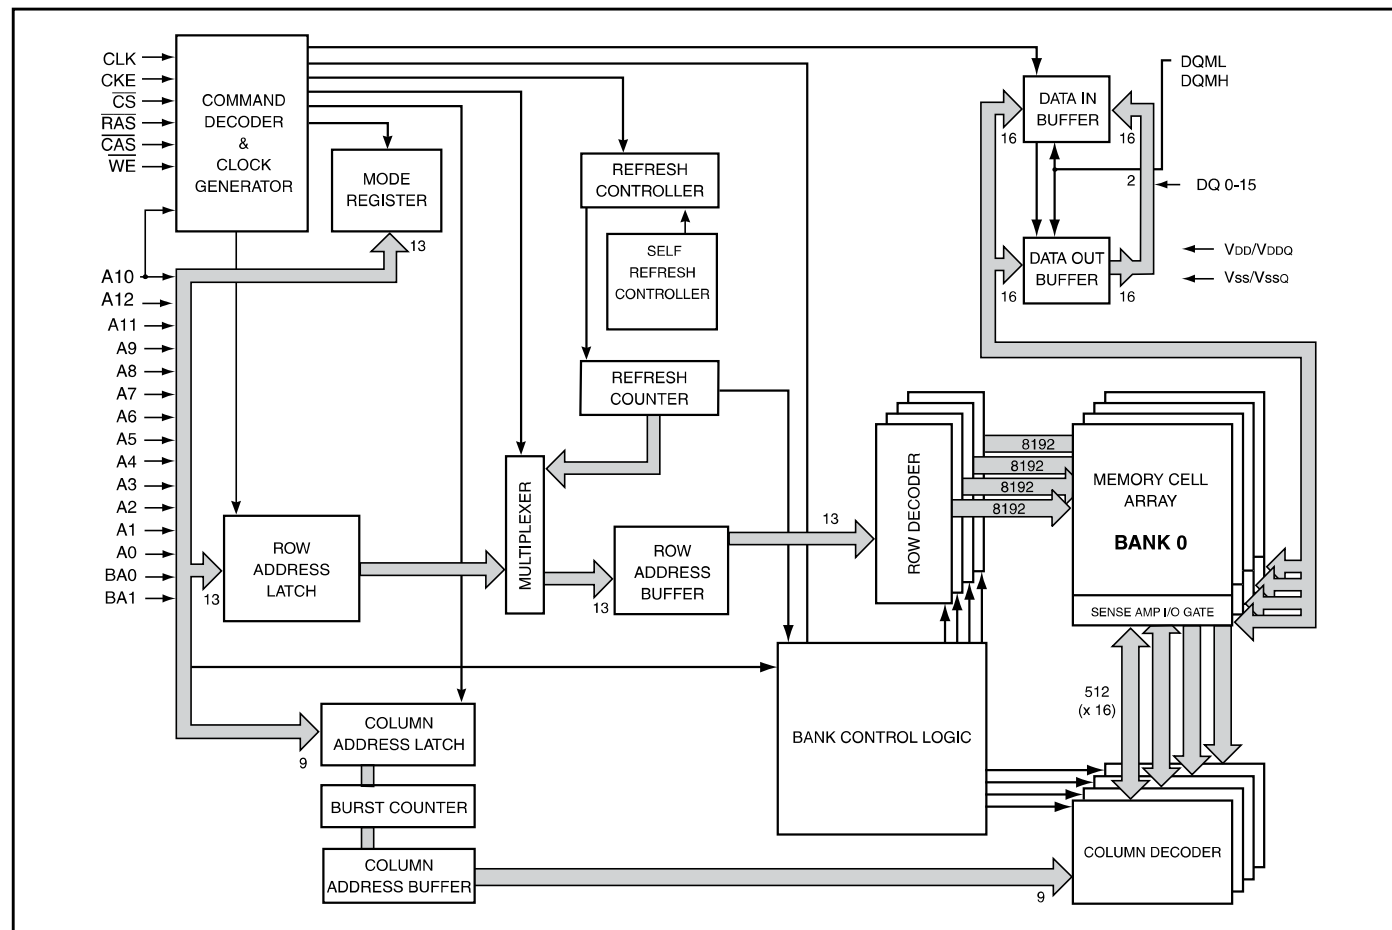 CLK
CKE
CS
RAS
CAS
WE
COMMAND
DECODER
&
CLOCK
GENERATOR
MODE
REGISTER
13
REFRESH
CONTROLLER
SELF
REFRESH
CONTROLLER
REFRESH
COUNTER
DATA IN
BUFFER
16
16
DQML
DQMH
2
DQ 0-15
DATA OUT
BUFFER
16
16
VDD/VDDQ
Vss/VssQ
A10
A12
A11
A9
A8
A7
A6
A5
A4
A3
A2
A1
A0
BA0
BA1
13
ROW
ADDRESS
LATCH
MULTIPLEXER
13
ROW
ADDRESS
BUFFER
13
ROW DECODER
8192
8192
8192
8192
MEMORY CELL
ARRAY
BANK 0
SENSE AMP I/O GATE
512
(x 16)
BANK CONTROL LOGIC
9
COLUMN
ADDRESS LATCH
BURST COUNTER
COLUMN
ADDRESS BUFFER
9
COLUMN DECODER